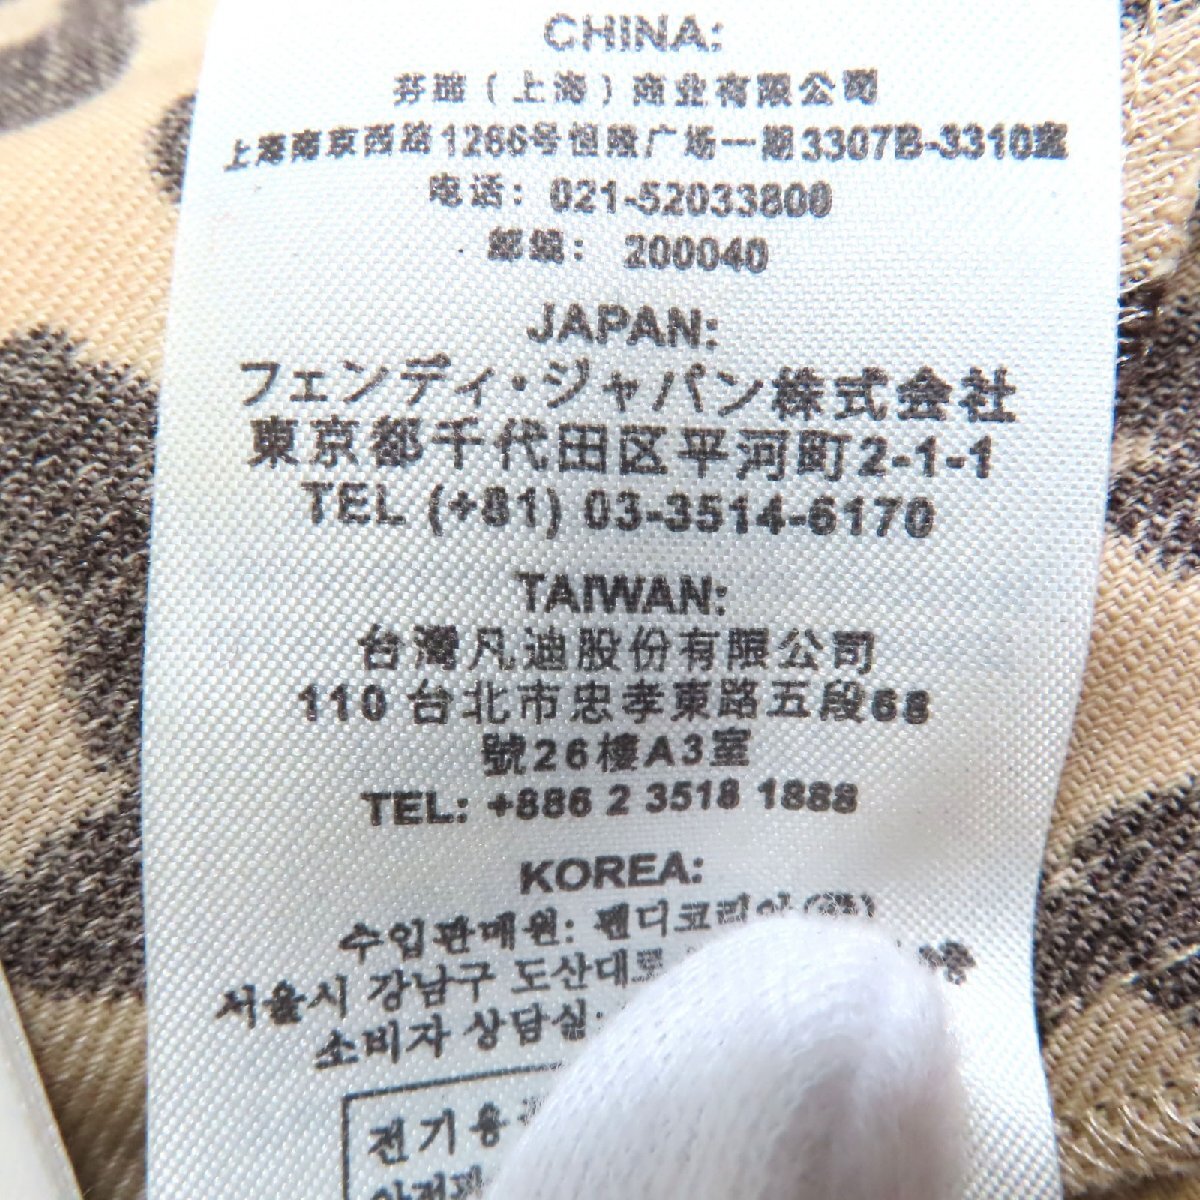 CHINA:
芬迪（上海）商业有限公司
上海南京西路1266号恒隆广场一期3307B-3310室
电话: 021-52033800
邮编: 200040
JAPAN:
フェンディ・ジャパン株式会社
東京都千代田区平河町2-1-1
TEL (+81) 03-3514-6170
TAIWAN:
台灣凡迪股份有限公司
110 台北市忠孝東路五段68
號26樓A3室
TEL: +886 2 3518 1888
KOREA:
수입판매원: 펜디코리아(유)
서울시 강남구 도산대로
소비자 상담실:
전기용